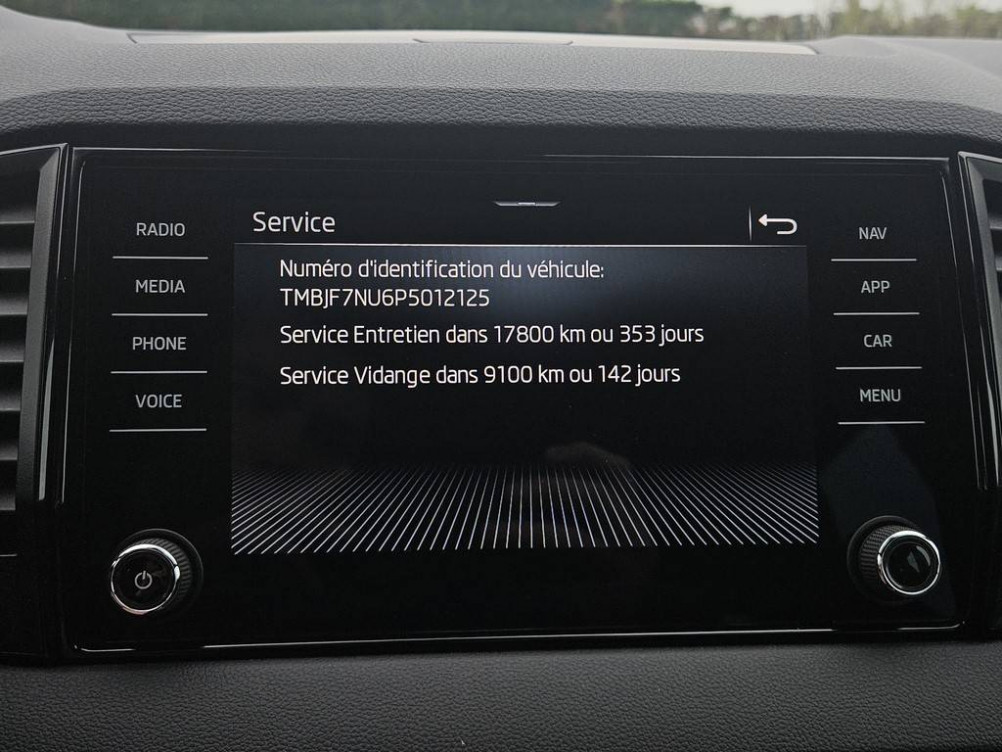 Service
RADIO
MEDIA
PHONE
VOICE
Numéro d'identification du véhicule:
TMBJF7NU6P5012125
Service Entretien dans 17800 km ou 353 jours
Service Vidange dans 9100 km ou 142 jours
NAV
APP
CAR
MENU